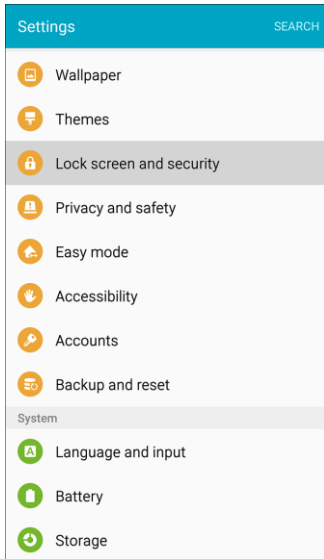 Settings
SEARCH
Wallpaper
Themes
Lock screen and security
Privacy and safety
Easy mode
Accessibility
Accounts
Backup and reset
System
A
Language and input
Battery
Storage